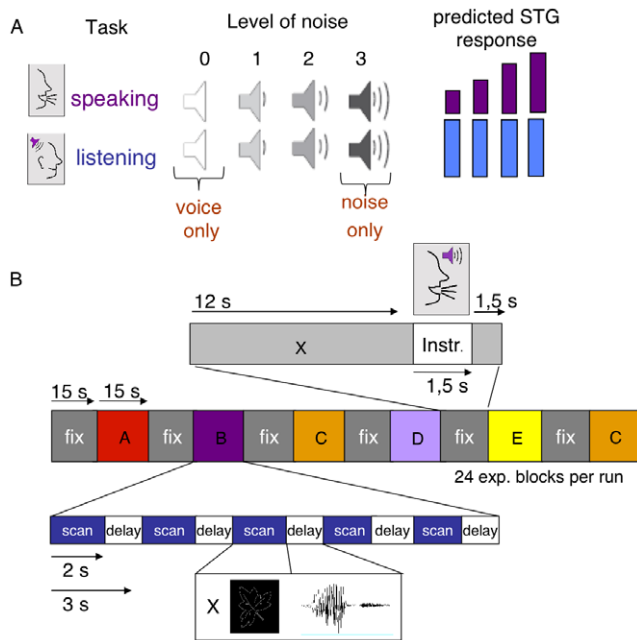 A
Task
Level of noise
predicted STG
response
0 1 2 3
speaking
listening
voice
only
noise
only
B
12 s
1,5 s
X
Instr.
1,5 s
15 s
15 s
fix A fix B fix C fix D fix E fix C
24 exp. blocks per run
scan delay scan delay scan delay scan delay scan delay
2 s
3 s
X